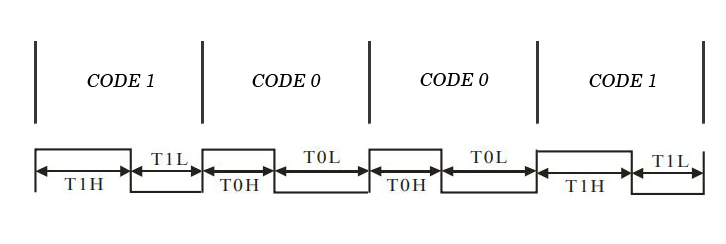 CODE 1 CODE 0 CODE 0 CODE 1
T1L T0L T0L T1L
T1H T0H T0H T1H